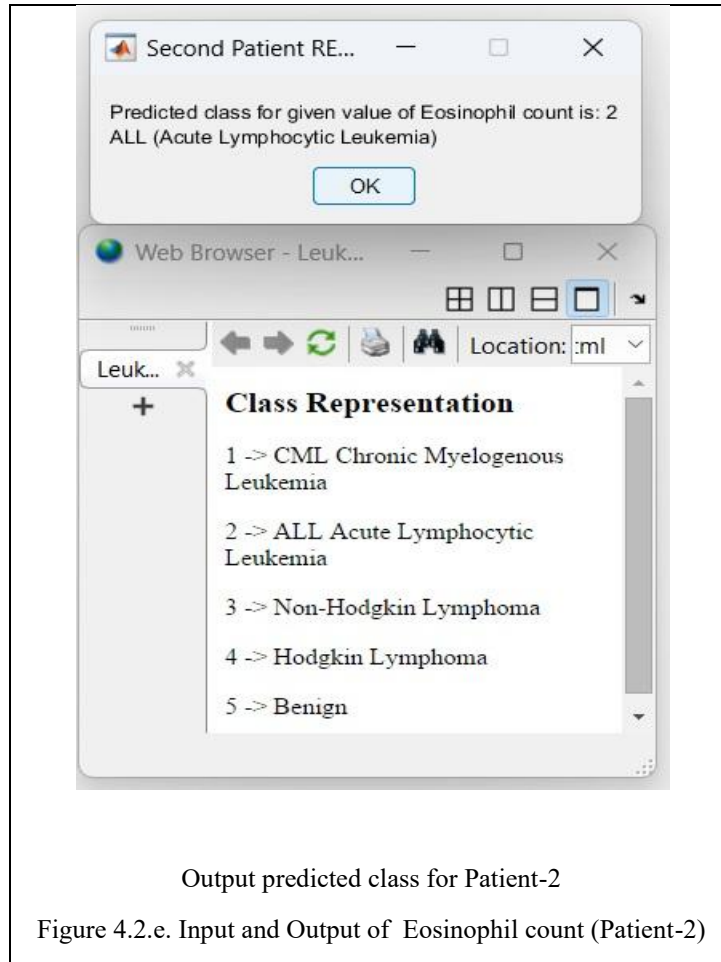 Second Patient RE...
Predicted class for given value of Eosinophil count is: 2
ALL (Acute Lymphocytic Leukemia)
OK
Web Browser - Leuk...
Location: :ml
Leuk...
Class Representation
1 -> CML Chronic Myelogenous
Leukemia
2 -> ALL Acute Lymphocytic
Leukemia
3 -> Non-Hodgkin Lymphoma
4 -> Hodgkin Lymphoma
5 -> Benign
Output predicted class for Patient-2
Figure 4.2.e. Input and Output of Eosinophil count (Patient-2)